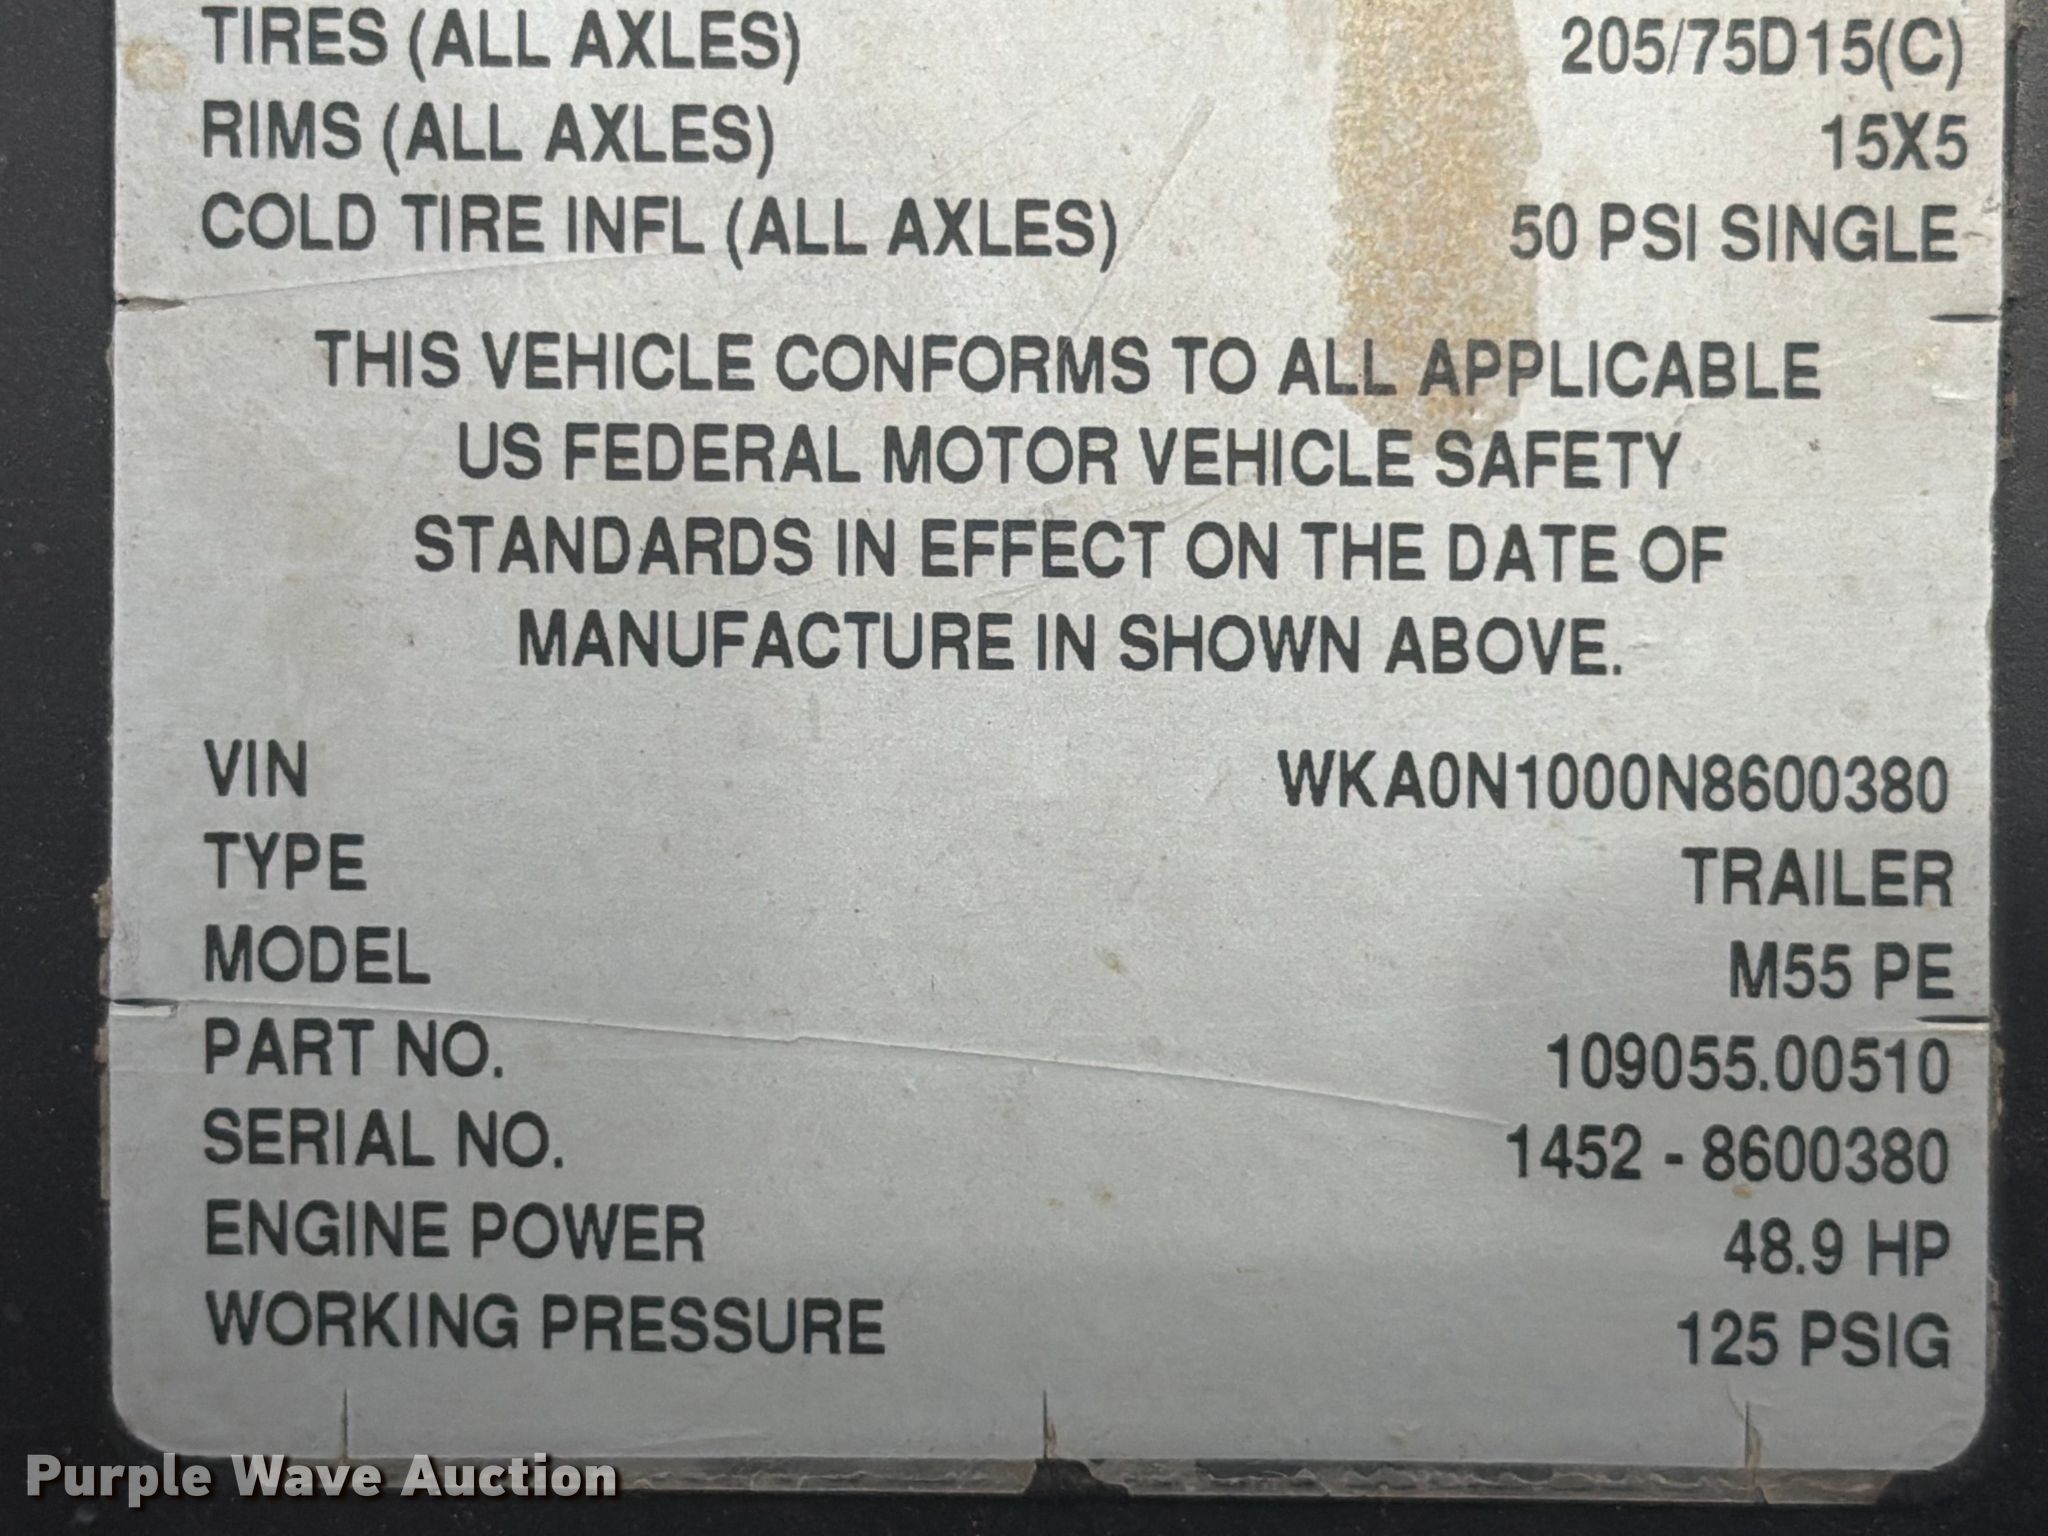 TIRES (ALL AXLES) 205/75D15(C)
RIMS (ALL AXLES) 15X5
COLD TIRE INFL (ALL AXLES) 50 PSI SINGLE
THIS VEHICLE CONFORMS TO ALL APPLICABLE
US FEDERAL MOTOR VEHICLE SAFETY
STANDARDS IN EFFECT ON THE DATE OF
MANUFACTURE IN SHOWN ABOVE.
VIN WKA0N1000N8600380
TYPE TRAILER
MODEL M55 PE
PART NO. 109055.00510
SERIAL NO. 1452 - 8600380
ENGINE POWER 48.9 HP
WORKING PRESSURE 125 PSIG
Purple Wave Auction